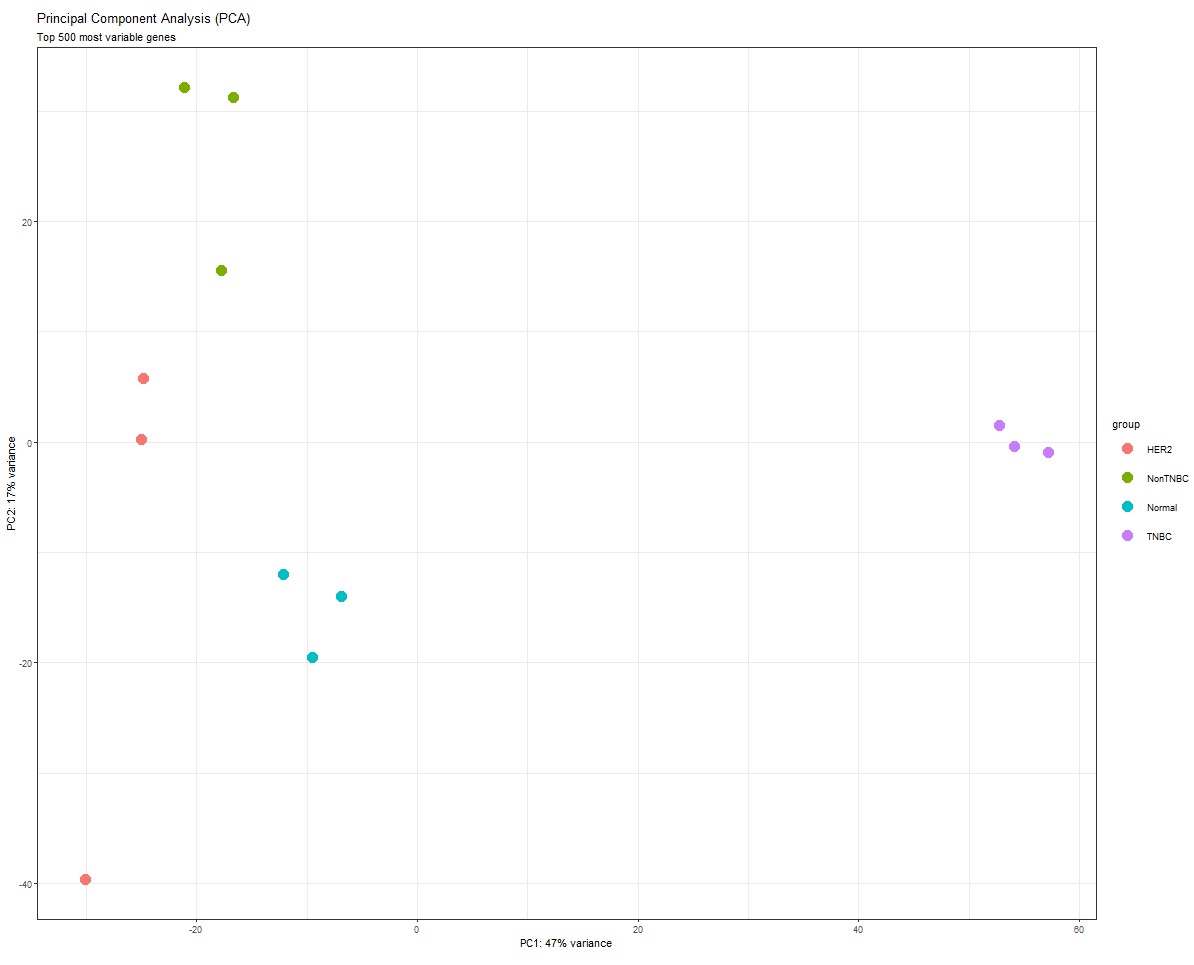 Principal Component Analysis (PCA)
Top 500 most variable genes
20
0
-20
-40
PC2: 17% variance
-20
0
20
40
60
PC1: 47% variance
group
HER2
NonTNBC
Normal
TNBC